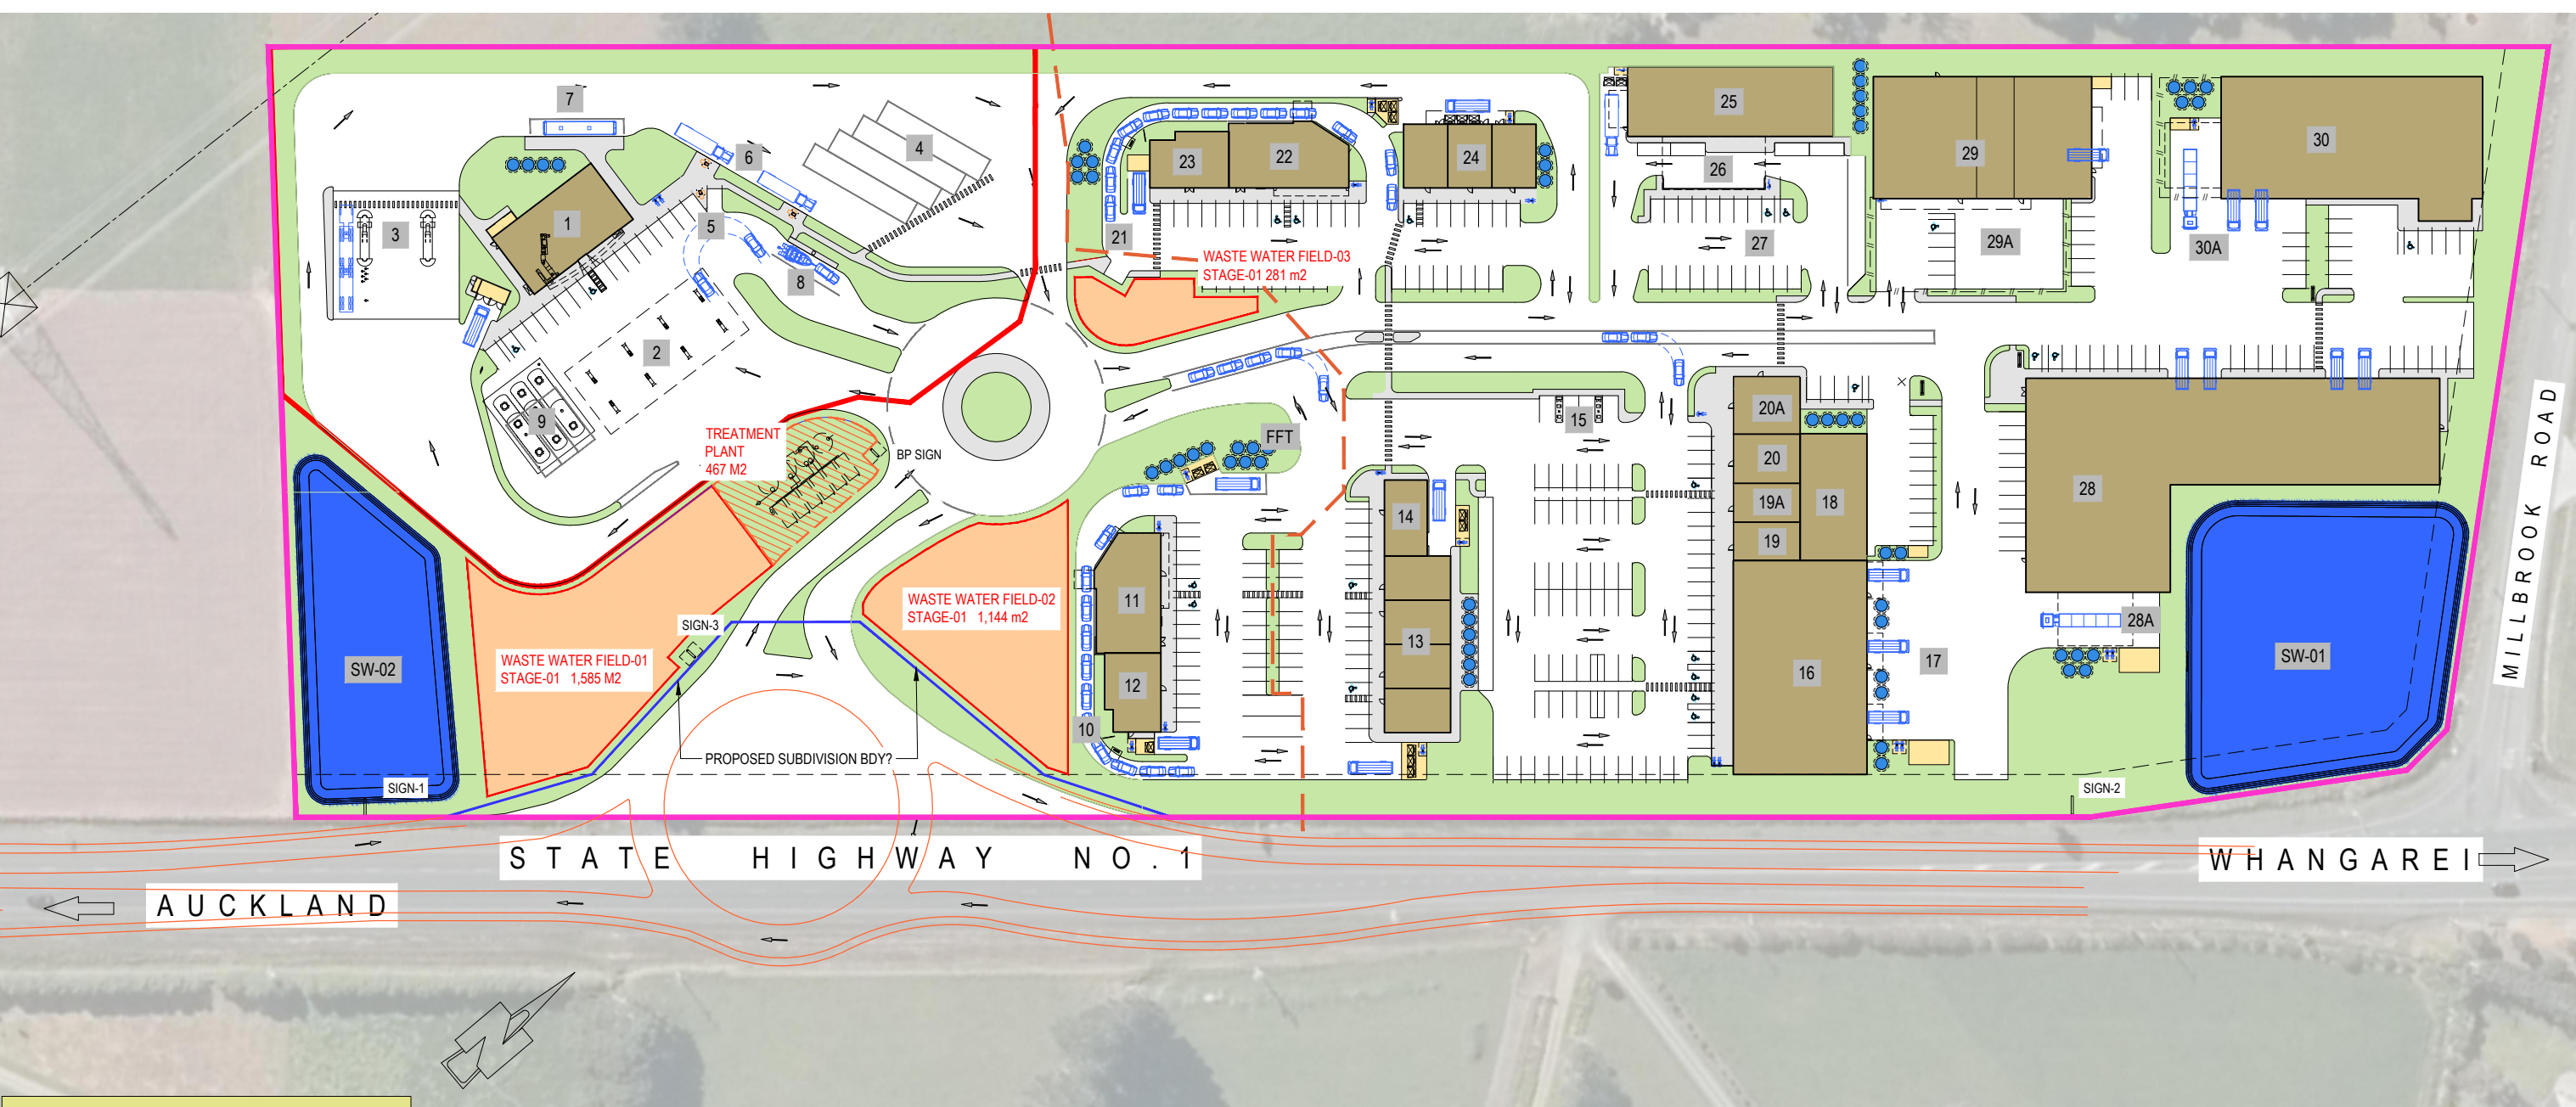 7
4
6
3
1
5
8
2
9
TREATMENT
PLANT
467 M2
BP SIGN
23
22
24
21
WASTE WATER FIELD-03
STAGE-01 281 m2
25
26
27
29
29A
30
30A
FFT
15
20A
20
19A
19
18
28
28A
14
11
12
13
10
16
17
SW-02
SIGN-1
WASTE WATER FIELD-01
STAGE-01 1,585 M2
SIGN-3
WASTE WATER FIELD-02
STAGE-01 1,144 m2
PROPOSED SUBDIVISION BDY?
SW-01
SIGN-2
MILLBROOK ROAD
STATE HIGHWAY NO.1
WHANGAREI
AUCKLAND
N